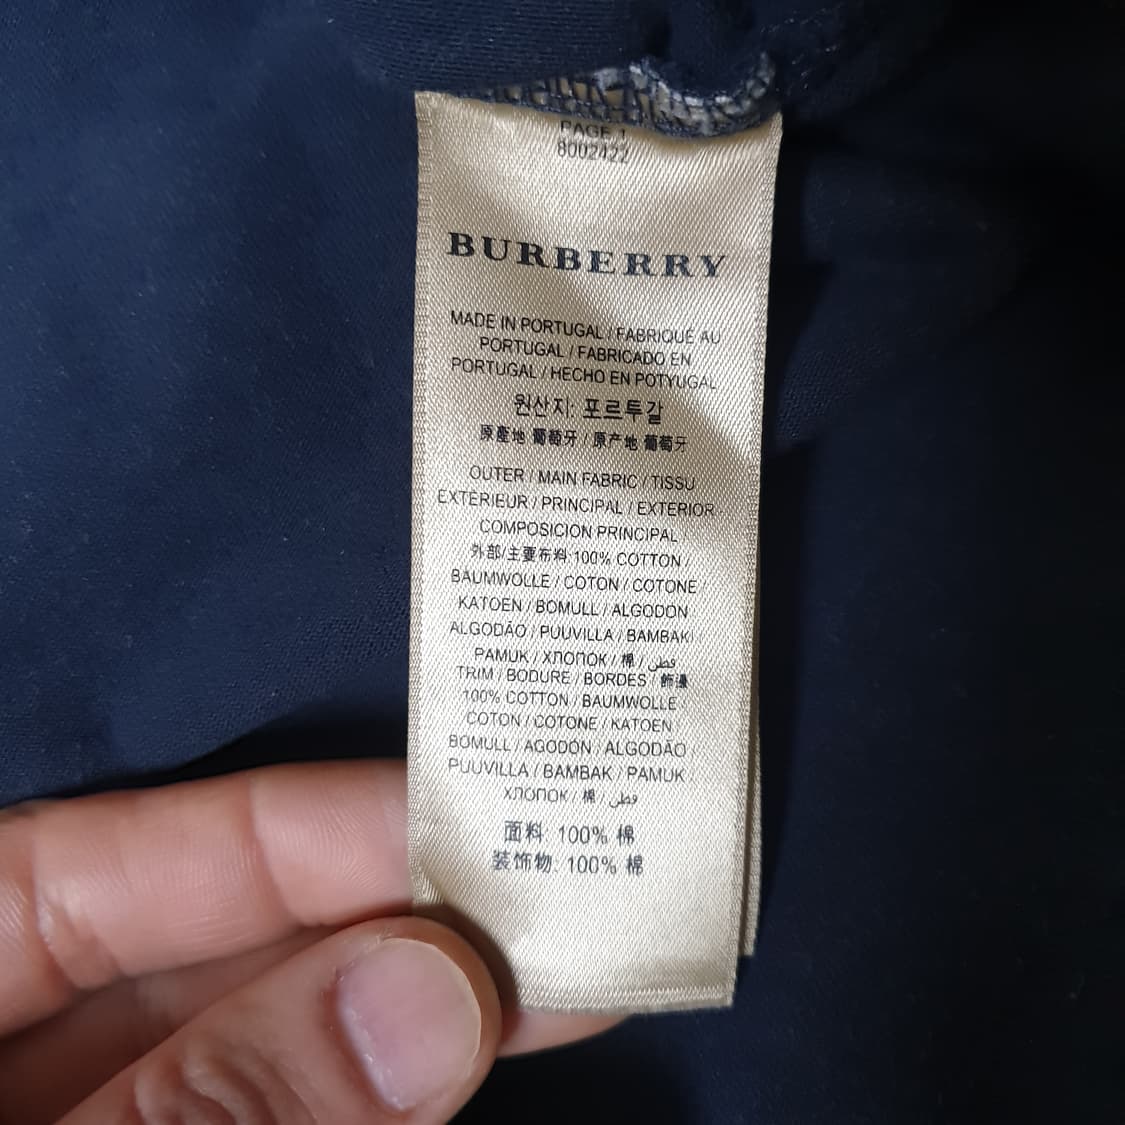 PAGE 1
8002422
BURBERRY
MADE IN PORTUGAL / FABRIQUÉ AU
PORTUGAL / FABRICADO EN
PORTUGAL / HECHO EN POTYUGAL
원산지: 포르투갈
原產地 葡萄牙 / 原产地 葡萄牙
OUTER / MAIN FABRIC / TISSU
EXTERIEUR / PRINCIPAL / EXTERIOR
COMPOSICION PRINCIPAL /
外部/主要布料 100% COTTON /
BAUMWOLLE / COTON / COTONE /
KATOEN / BOMULL / ALGODON
ALGODÃO / PUUVILLA / BAMBAKI /
PAMUK / ХЛОПОК / 棉 / قطن
TRIM / BODURE / BORDES / 飾邊
100% COTTON / BAUMWOLLE
COTON / COTONE / KATOEN
BOMULL / AGODÓN / ALGODÃO
PUUVILLA / BAMBAK / PAMUK
ХЛОПОК / 棉 / قطن
面料: 100% 棉
装饰物: 100% 棉